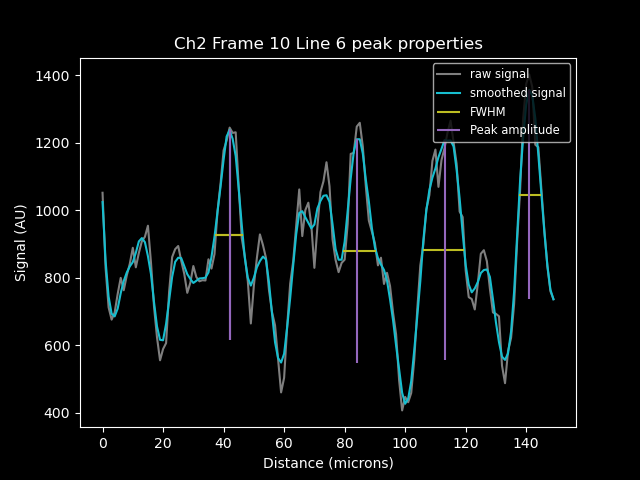 Ch2 Frame 10 Line 6 peak properties
raw signal
smoothed signal
FWHM
Peak amplitude
Signal (AU)
1400
1200
1000
800
600
400
0 20 40 60 80 100 120 140
Distance (microns)